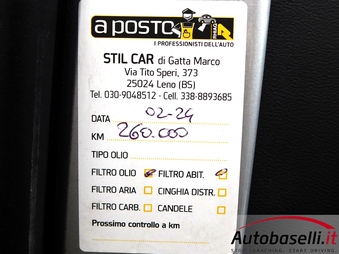 a posto
I PROFESSIONISTI DELL'AUTO
STIL CAR di Gatta Marco
Via Tito Speri, 373
25024 Leno (BS)
Tel. 030-9048512 - Cell. 338-8893685
DATA 02-24
KM 260.000
TIPO OLIO
FILTRO OLIO FILTRO ABIT.
FILTRO ARIA CINGHIA DISTR.
FILTRO CARB. CANDELE
Prossimo controllo a km
Autobaselli.it